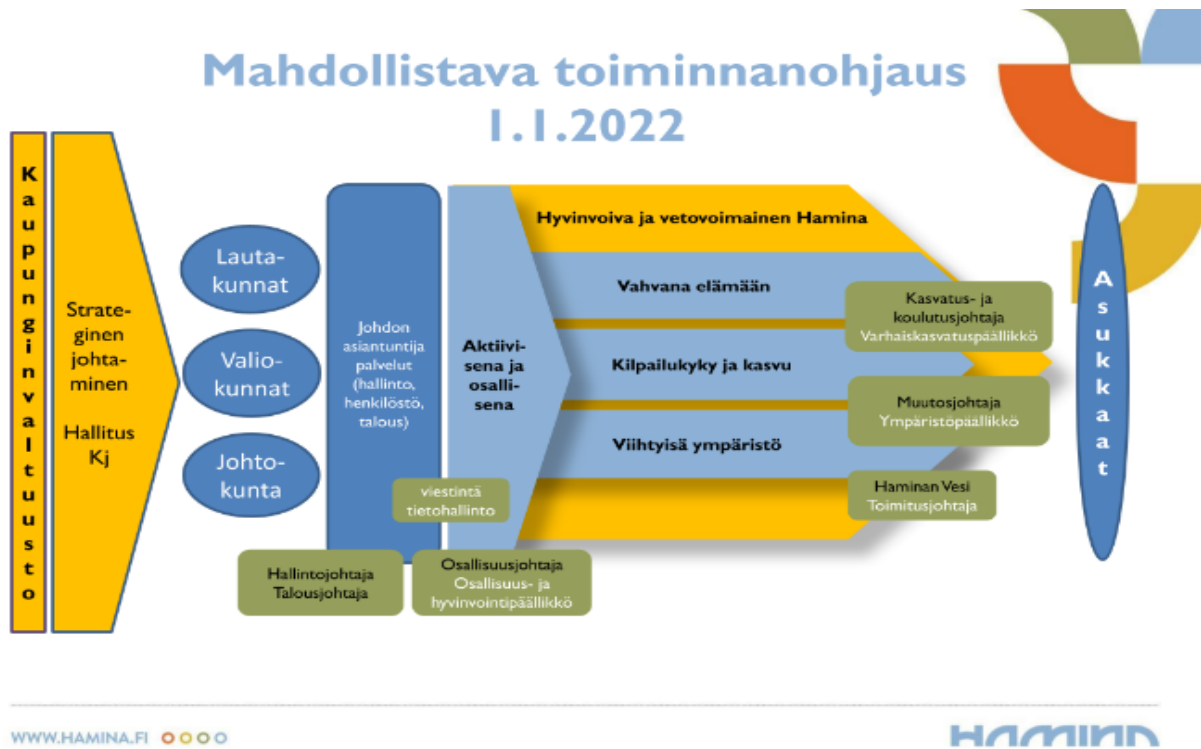 Mahdollistava toiminnanohjaus
1.1.2022
Kaupunginvaltuusto
Strate-
ginen
johta-
minen
Hallitus
Kj
Lauta-
kunnat
Valio-
kunnat
Johto-
kunta
Johdon
asiantuntija
palvelut
(hallinto,
henkilöstö,
talous)
Aktiivi-
sena ja
osalli-
sena
viestintä
tietohallinto
Hallintojohtaja
Talousjohtaja
Osallisuusjohtaja
Osallisuus- ja
hyvinvointipäällikkö
Hyvinvoiva ja vetovoimainen Hamina
Vahvana elämään
Kilpailukyky ja kasvu
Viihtyisä ympäristö
Kasvatus- ja
koulutusjohtaja
Varhaiskasvatuspäällikkö
Muutosjohtaja
Ympäristöpäällikkö
Haminan Vesi
Toimitusjohtaja
Asukkaat
WWW.HAMINA.FI
HAMINA